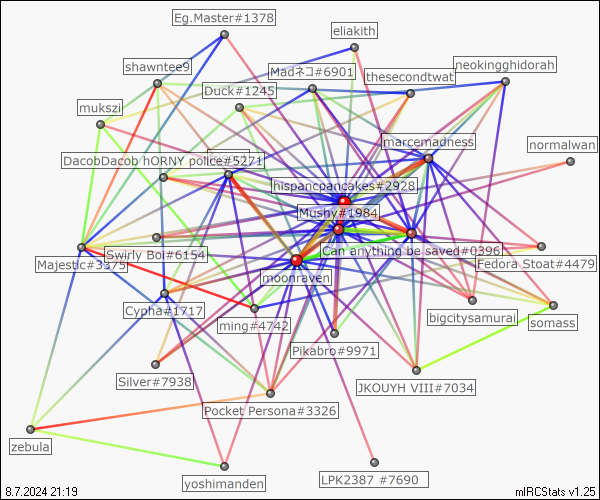 Eg.Master#1378
eliakith
shawntee9
Madネコ#6901
neokingghidorah
thesecondtwat
Duck#1245
mukszi
marcemadness
normalwan
DacobDacob hORNY police#5271
hispancpancakes#2928
Mushy#1984
Swirly Boi#6154
Can anything be saved#0396
Majestic#3375
Fedora Stoat#4479
moonraven
Cypha#1717
bigcitysamurai
somass
ming#4742
Pikabro#9971
Silver#7938
JKOUYH VIII#7034
Pocket Persona#3326
zebula
yoshimanden
LPK2387 #7690
8.7.2024 21:19
mIRCStats v1.25